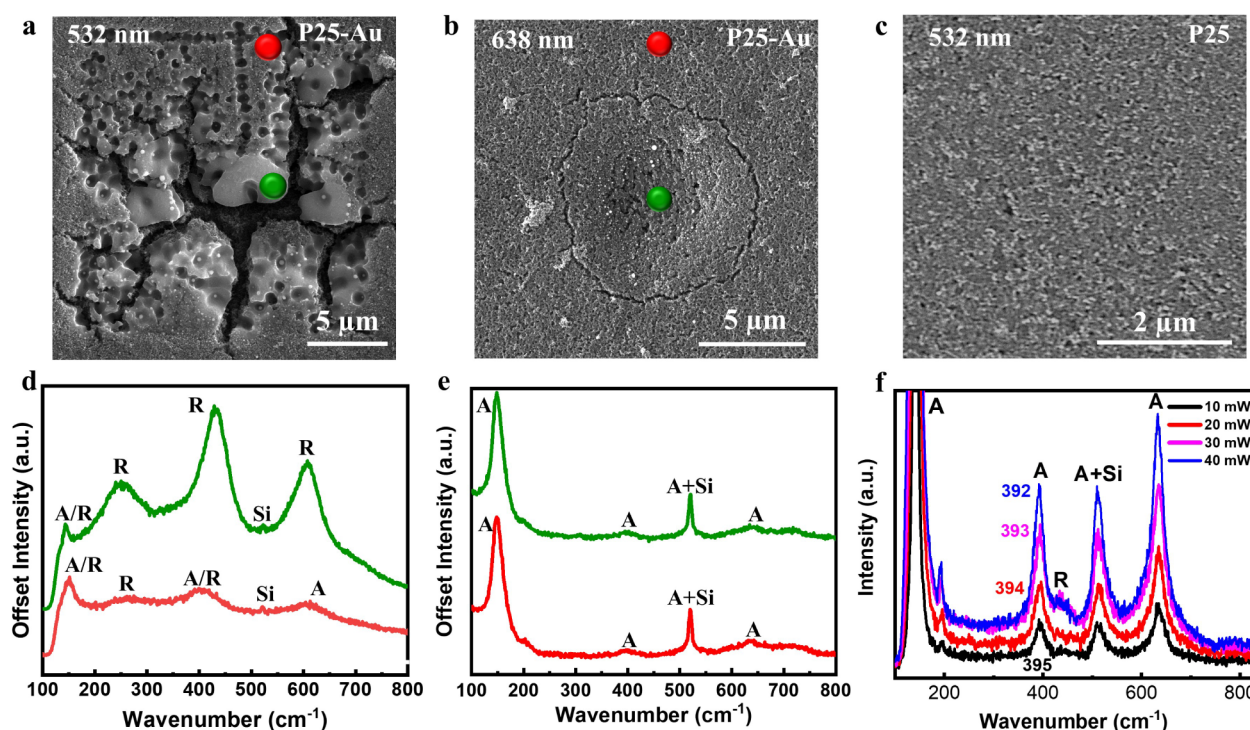 a
532 nm
P25-Au
5 µm
b
638 nm
P25-Au
5 µm
c
532 nm
P25
2 µm
d
Offset Intensity (a.u.)
A/R
R
R
Si
R
A/R
R
A/R
Si
A
100 200 300 400 500 600 700 800
Wavenumber (cm⁻¹)
e
Offset Intensity (a.u.)
A
A
A+Si
A
A
A
A+Si
A
100 200 300 400 500 600 700 800
Wavenumber (cm⁻¹)
f
Intensity (a.u.)
A
A
R
A+Si
A
10 mW
20 mW
30 mW
40 mW
392
393
394
395
200 400 600 800
Wavenumber (cm⁻¹)